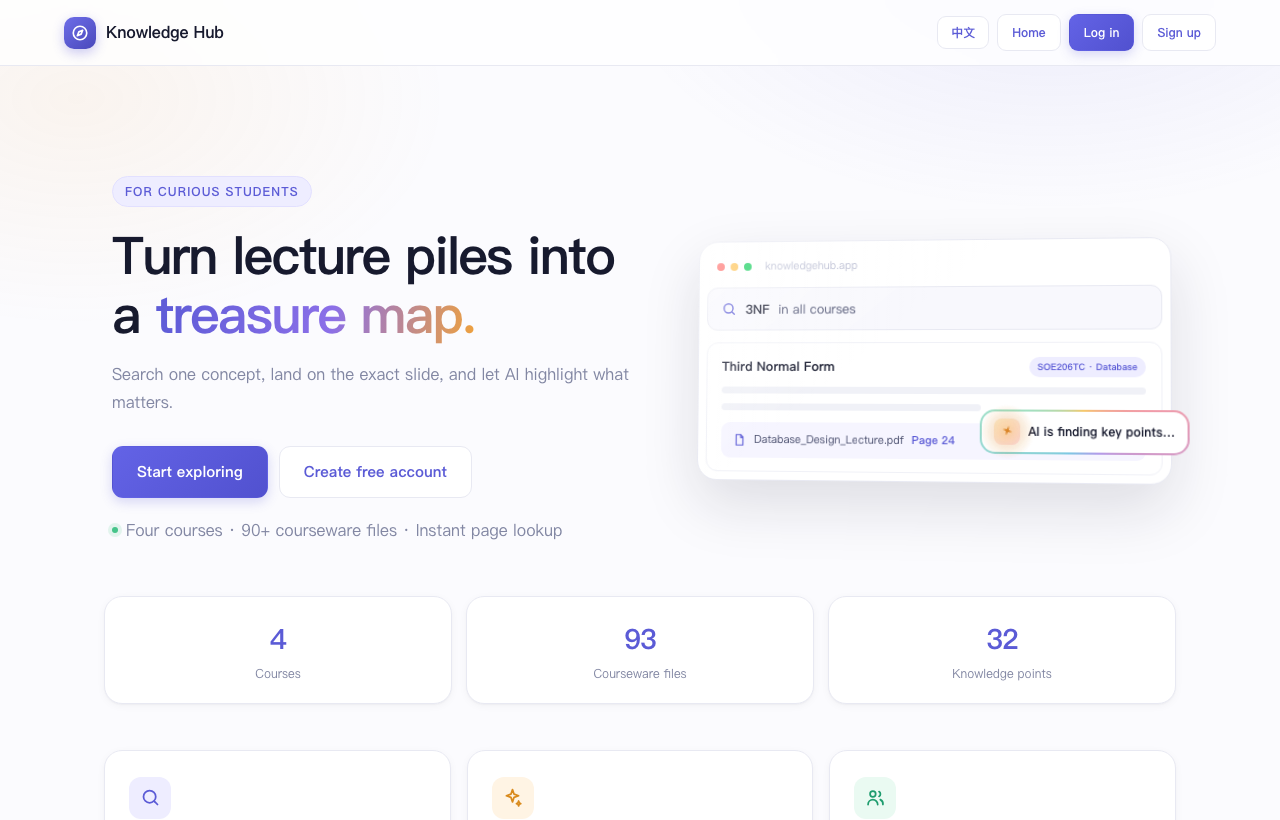 Knowledge Hub
中文
Home
Log in
Sign up
FOR CURIOUS STUDENTS
Turn lecture piles into
a treasure map.
Search one concept, land on the exact slide, and let AI highlight what
matters.
Start exploring
Create free account
Four courses · 90+ courseware files · Instant page lookup
knowledgehub.app
3NF in all courses
Third Normal Form
SOE206TC · Database
Database_Design_Lecture.pdf Page 24
AI is finding key points...
4
Courses
93
Courseware files
32
Knowledge points